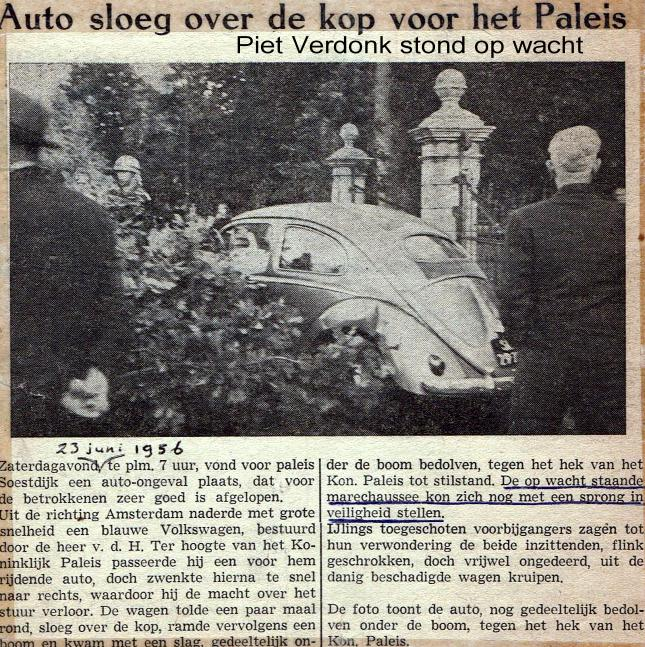 Auto sloeg over de kop voor het Paleis
Piet Verdonk stond op wacht
23 juni 1956
Zaterdagavond, te plm. 7 uur, vond voor paleis
Soestdijk een auto-ongeval plaats, dat voor
de betrokkenen zeer goed is afgelopen.
Uit de richting Amsterdam naderde met grote
snelheid een blauwe Volkswagen, bestuurd
door de heer v. d. H. Ter hoogte van het Ko-
ninklijk Paleis passeerde hij een voor hem
rijdende auto, doch zwenkte hierna te snel
naar rechts, waardoor hij de macht over het
stuur verloor. De wagen tolde een paar maal
rond, sloeg over de kop, ramde vervolgens een
boom en kwam met een slag, gedeeltelijk on-
der de boom bedolven, tegen het hek van het
Kon. Paleis tot stilstand. De op wacht staande
marechaussee kon zich nog met een sprong in
veiligheid stellen.
IJlings toegeschoten voorbijgangers zagen tot
hun verwondering de beide inzittenden, flink
geschrokken, doch vrijwel ongedeerd, uit de
danig beschadigde wagen kruipen.
De foto toont de auto, nog gedeeltelijk bedol-
ven onder de boom, tegen het hek van het
Kon. Paleis.